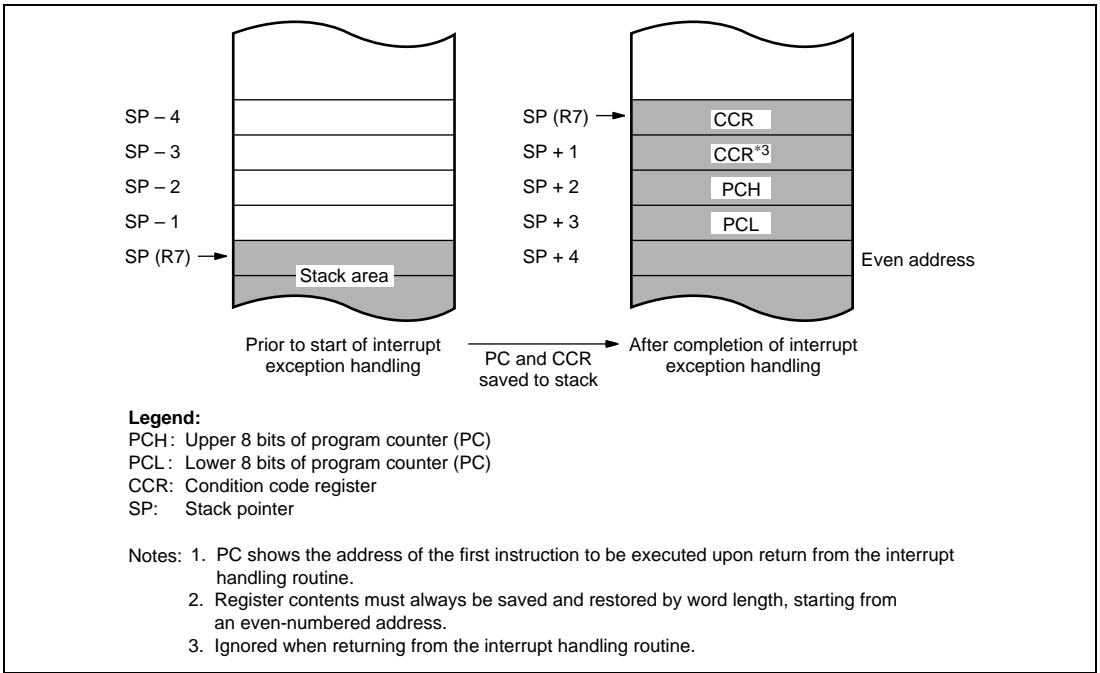 SP – 4
SP – 3
SP – 2
SP – 1
SP (R7)
Stack area
SP (R7)
CCR
SP + 1
CCR*3
SP + 2
PCH
SP + 3
PCL
SP + 4
Even address
Prior to start of interrupt
exception handling
PC and CCR
saved to stack
After completion of interrupt
exception handling
Legend:
PCH: Upper 8 bits of program counter (PC)
PCL: Lower 8 bits of program counter (PC)
CCR: Condition code register
SP: Stack pointer
Notes: 1. PC shows the address of the first instruction to be executed upon return from the interrupt
handling routine.
2. Register contents must always be saved and restored by word length, starting from
an even-numbered address.
3. Ignored when returning from the interrupt handling routine.